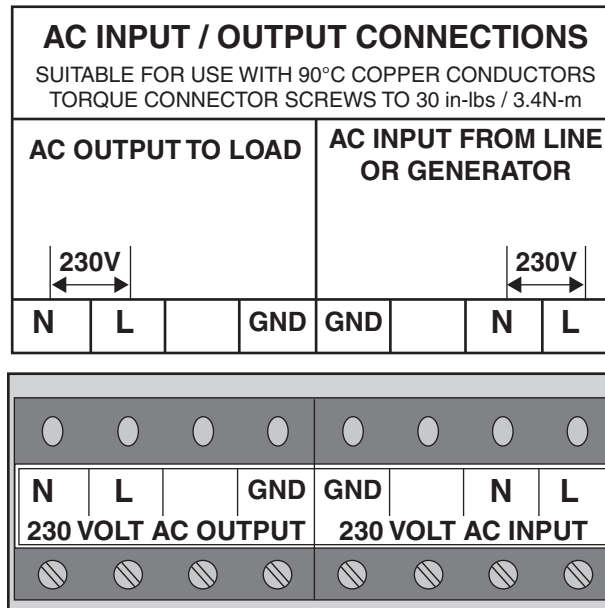 AC INPUT / OUTPUT CONNECTIONS
SUITABLE FOR USE WITH 90°C COPPER CONDUCTORS
TORQUE CONNECTOR SCREWS TO 30 in-lbs / 3.4N-m
AC OUTPUT TO LOAD
AC INPUT FROM LINE
OR GENERATOR
230V 230V
N L GND GND N L
N L GND GND N L
230 VOLT AC OUTPUT 230 VOLT AC INPUT